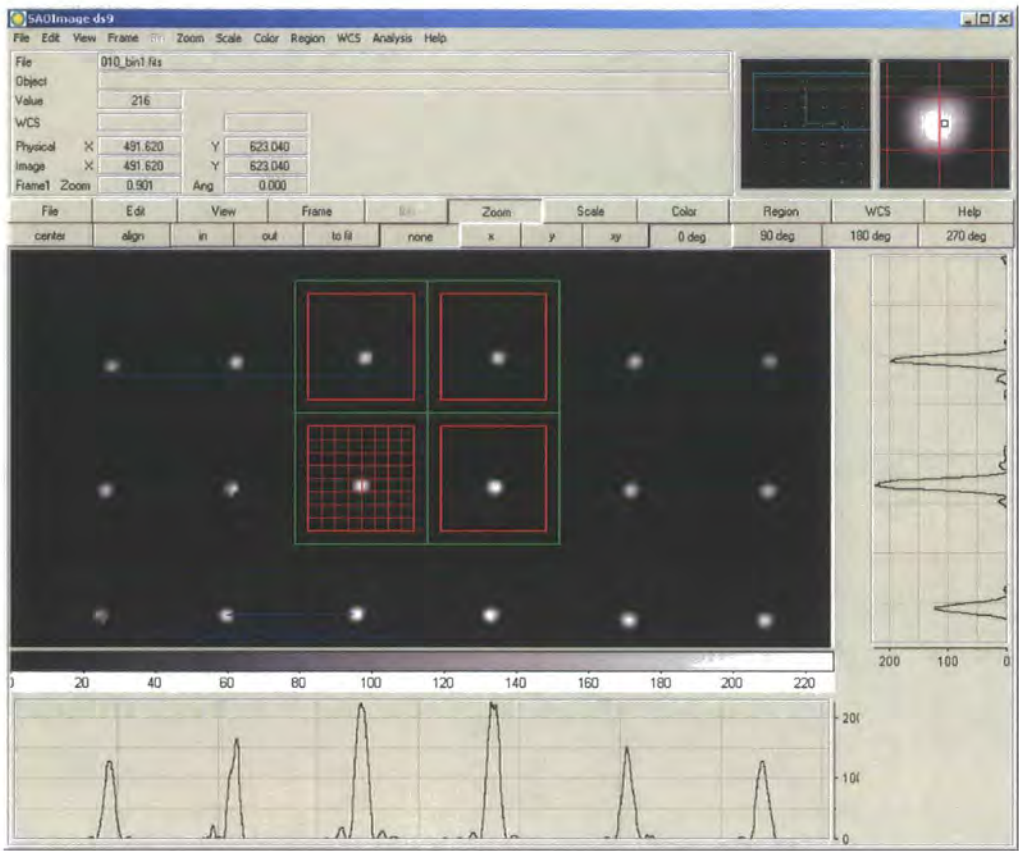 SAOImage ds9
File Edit View Frame Bin Zoom Scale Color Region WCS Analysis Help
File 010_bin1.fits
Object
Value 216
WCS
Physical X 491.620 Y 623.040
Image X 491.620 Y 623.040
Frame1 Zoom 0.901 Ang 0.000
File Edit View Frame Bin Zoom Scale Color Region WCS Help
center align in out to fit none x y xy 0 deg 90 deg 180 deg 270 deg
200 100 0
20 40 60 80 100 120 140 160 180 200 220
200
100
0